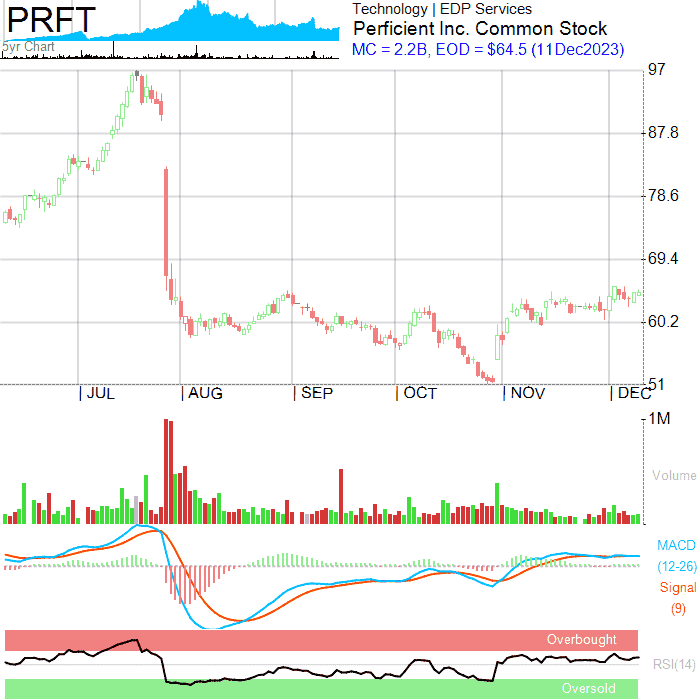 PRFT
5yr Chart
Technology | EDP Services
Perficient Inc. Common Stock
MC = 2.2B, EOD = $64.5 (11Dec2023)
97
87.8
78.6
69.4
60.2
51
| JUL | AUG | SEP | OCT | NOV | DEC
1M
Volume
MACD
(12-26)
Signal
(9)
Overbought
RSI(14)
Oversold